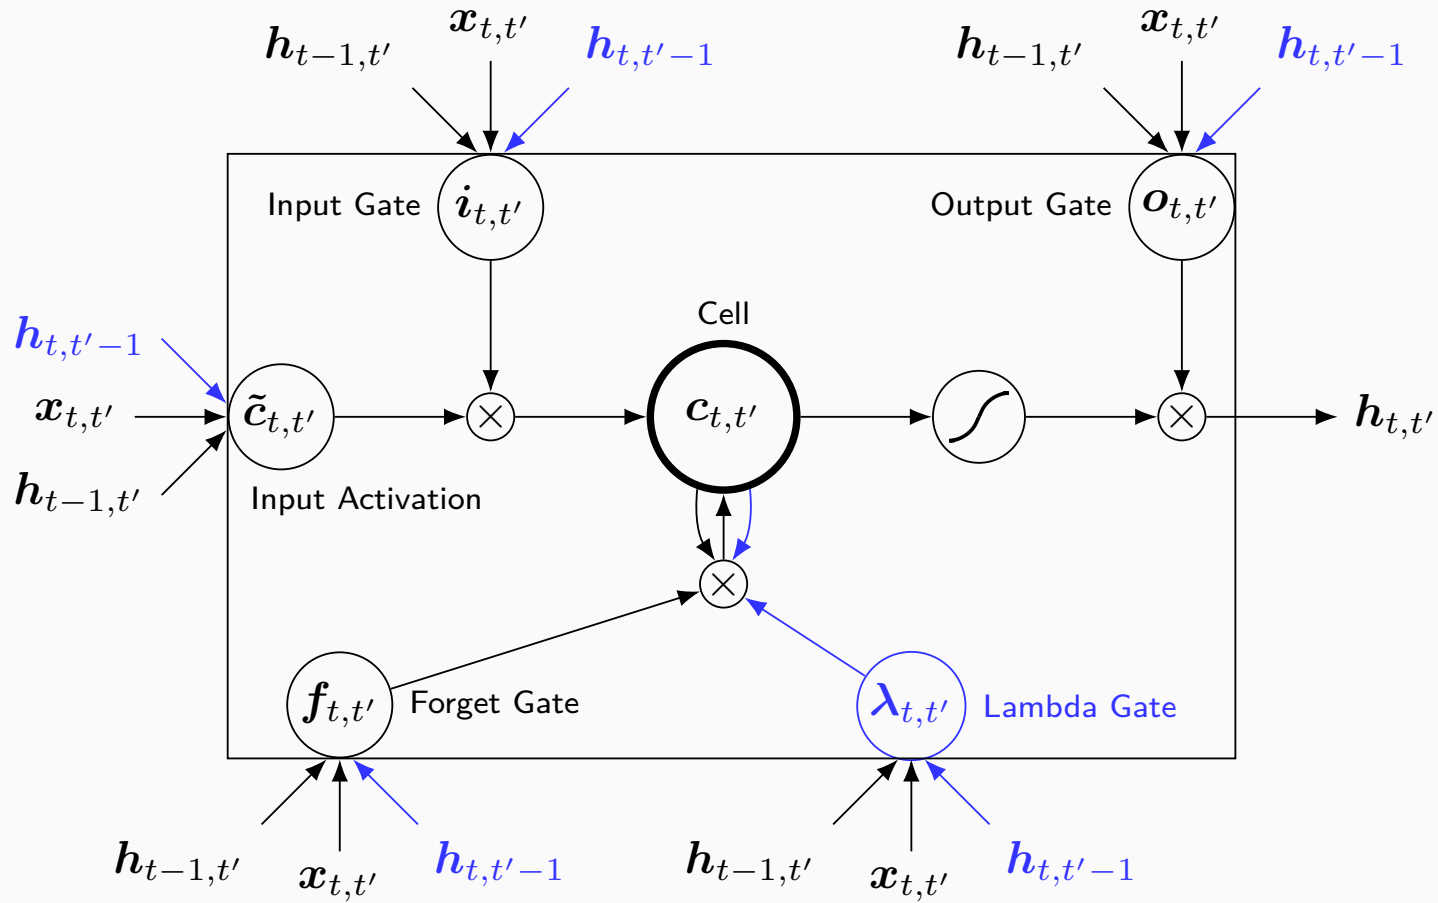 x_{t,t'}
h_{t-1,t'}
h_{t,t'-1}
x_{t,t'}
h_{t-1,t'}
h_{t,t'-1}
Input Gate
i_{t,t'}
Output Gate
o_{t,t'}
Cell
h_{t,t'-1}
x_{t,t'}
c̃_{t,t'}
c_{t,t'}
h_{t,t'}
h_{t-1,t'}
Input Activation
f_{t,t'}
Forget Gate
λ_{t,t'}
Lambda Gate
h_{t-1,t'}
x_{t,t'}
h_{t,t'-1}
h_{t-1,t'}
x_{t,t'}
h_{t,t'-1}